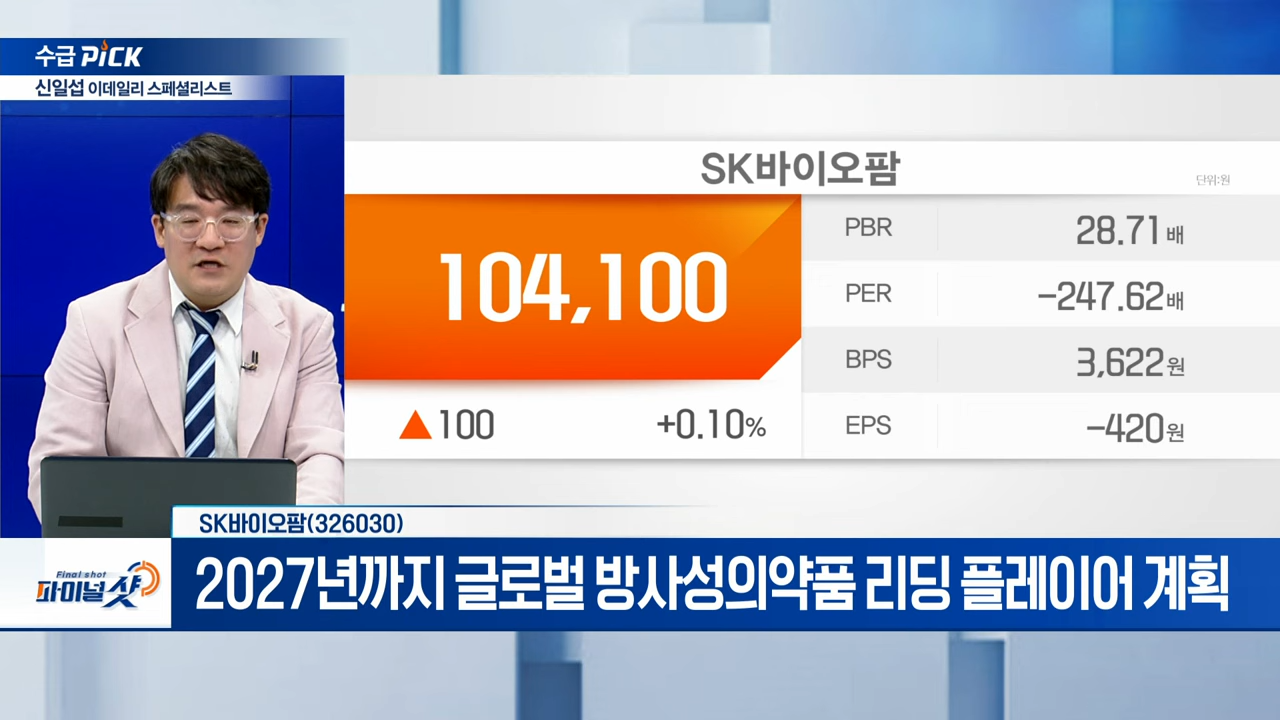 수급 PiCK
신일섭 이데일리 스페셜리스트
SK바이오팜
단위:원
104,100
▲100 +0.10%
PBR 28.71배
PER -247.62배
BPS 3,622원
EPS -420원
SK바이오팜(326030)
Final shot
파이널샷
2027년까지 글로벌 방사성의약품 리딩 플레이어 계획